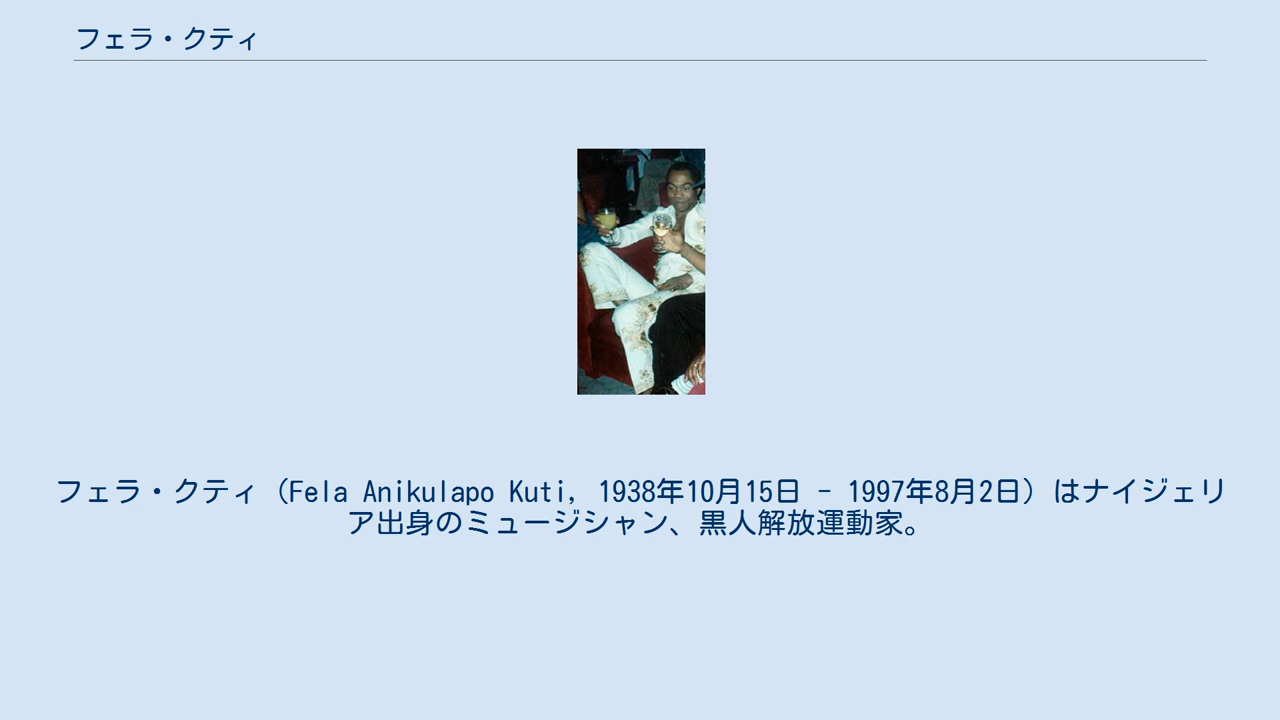 フェラ・クティ
フェラ・クティ（Fela Anikulapo Kuti, 1938年10月15日 - 1997年8月2日）はナイジェリ
ア出身のミュージシャン、黒人解放運動家。